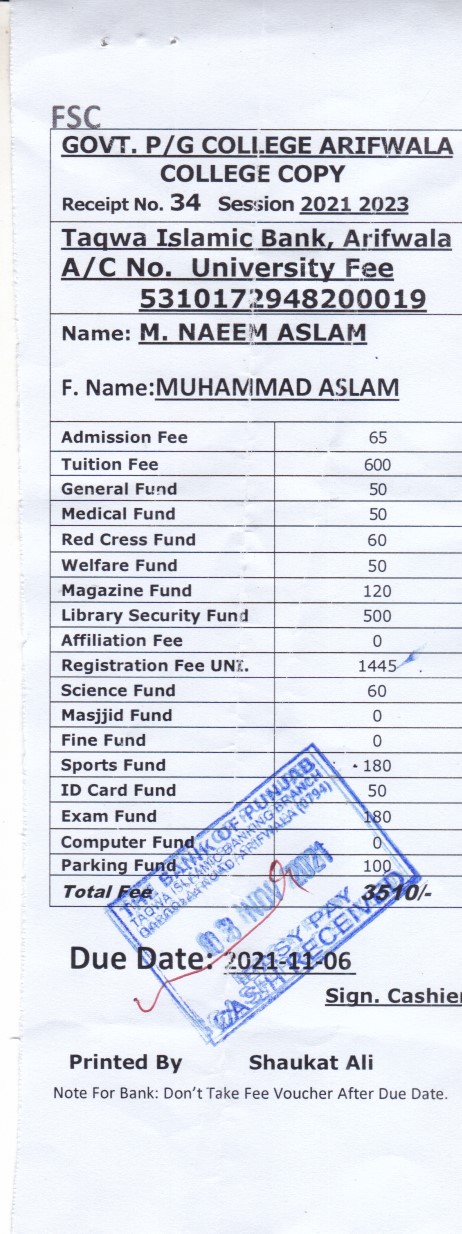 FSC
GOVT. P/G COLLEGE ARIFWALA
COLLEGE COPY
Receipt No. 34 Session 2021 2023
Taqwa Islamic Bank, Arifwala
A/C No. University Fee
5310172948200019
Name: M. NAEEM ASLAM
F. Name:MUHAMMAD ASLAM
Admission Fee 65
Tuition Fee 600
General Fund 50
Medical Fund 50
Red Cress Fund 60
Welfare Fund 50
Magazine Fund 120
Library Security Fund 500
Affiliation Fee 0
Registration Fee UNI. 1445
Science Fund 60
Masjjid Fund 0
Fine Fund 0
Sports Fund 180
ID Card Fund 50
Exam Fund 180
Computer Fund 0
Parking Fund 100
Total Fee 3510/-
THE BANK OF PUNJAB
TAQWA ISLAMIC BANKING BRANCH
ROAD ARIFWALA (0794)
03 NOV 2021
PAY
CASH RECEIVED
Due Date: 2021-11-06
Sign. Cashier
Printed By Shaukat Ali
Note For Bank: Don't Take Fee Voucher After Due Date.